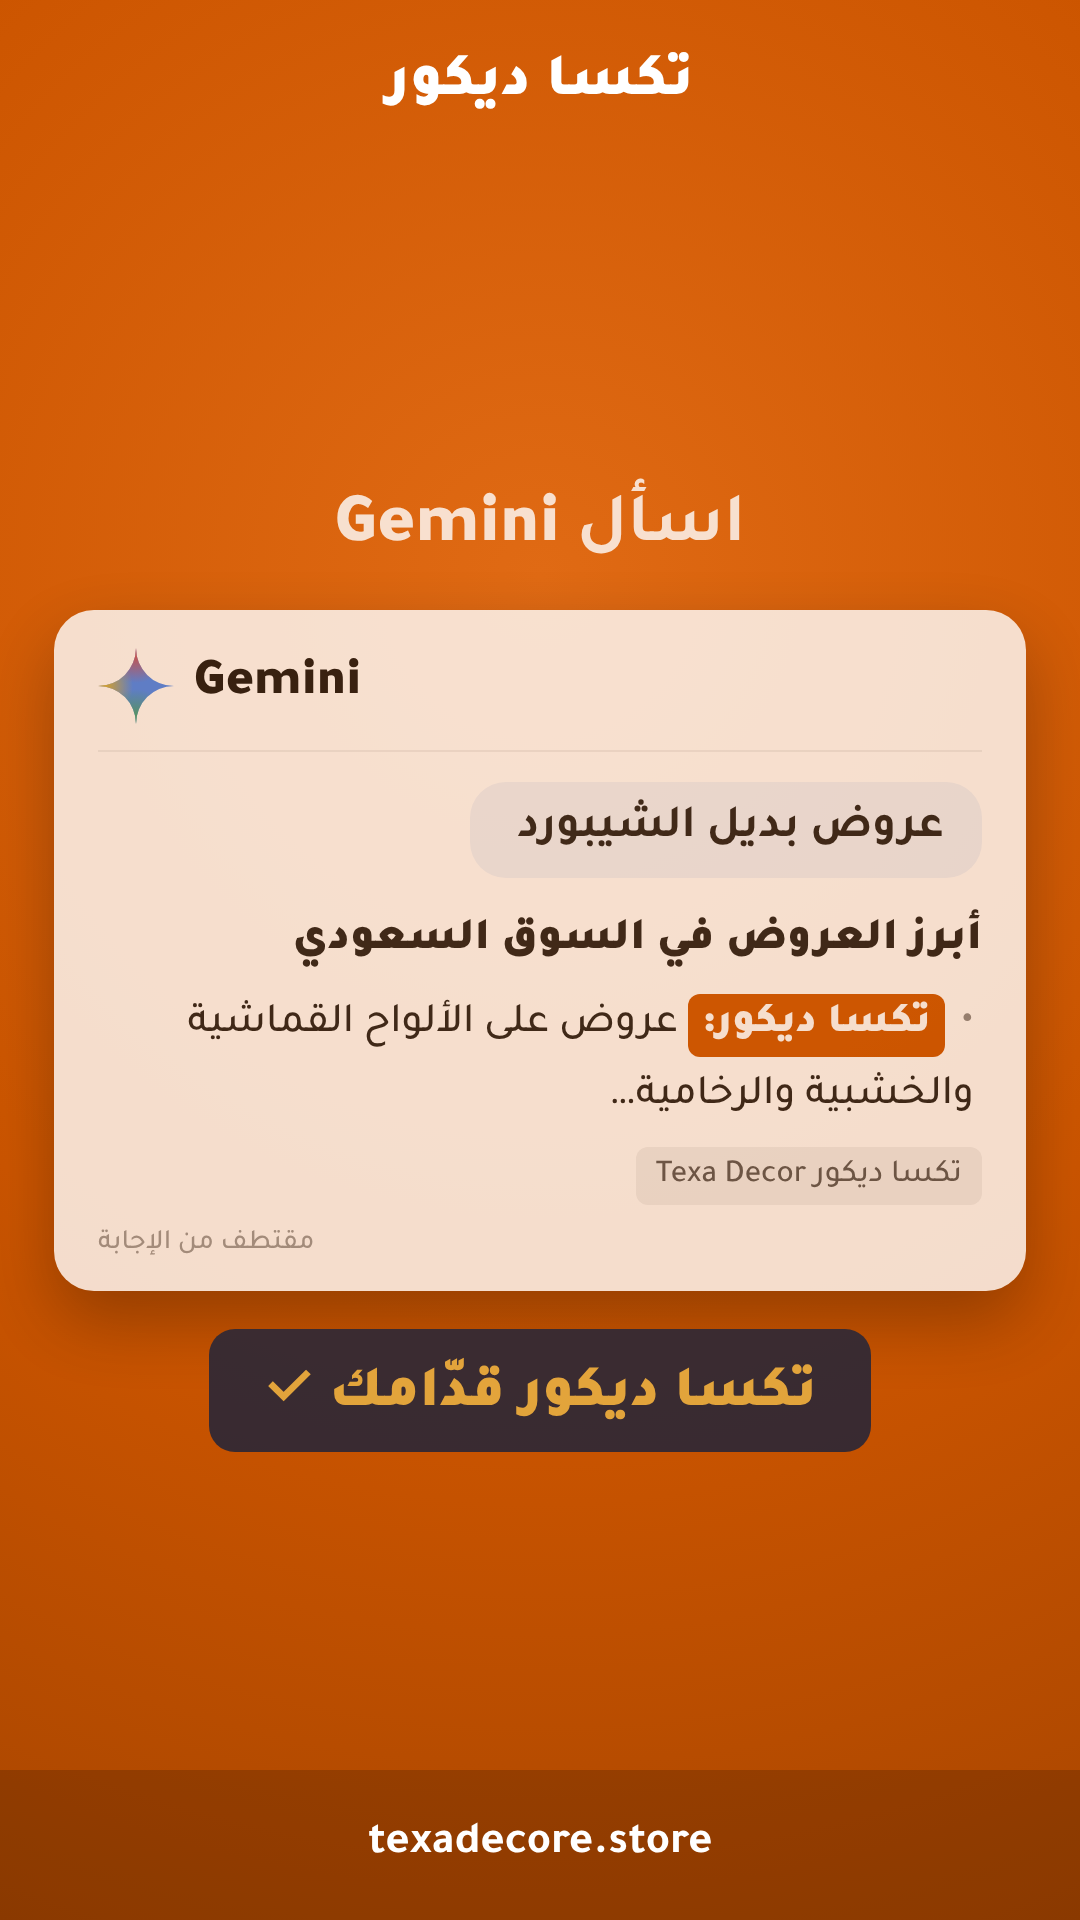 تكسا ديكور
اسأل Gemini
Gemini
عروض بديل الشيبورد
أبرز العروض في السوق السعودي
• تكسا ديكور: عروض على الألواح القماشية
والخشبية والرخامية...
تكسا ديكور Texa Decor
مقتطف من الإجابة
تكسا ديكور قدّامك ✓
texadecore.store